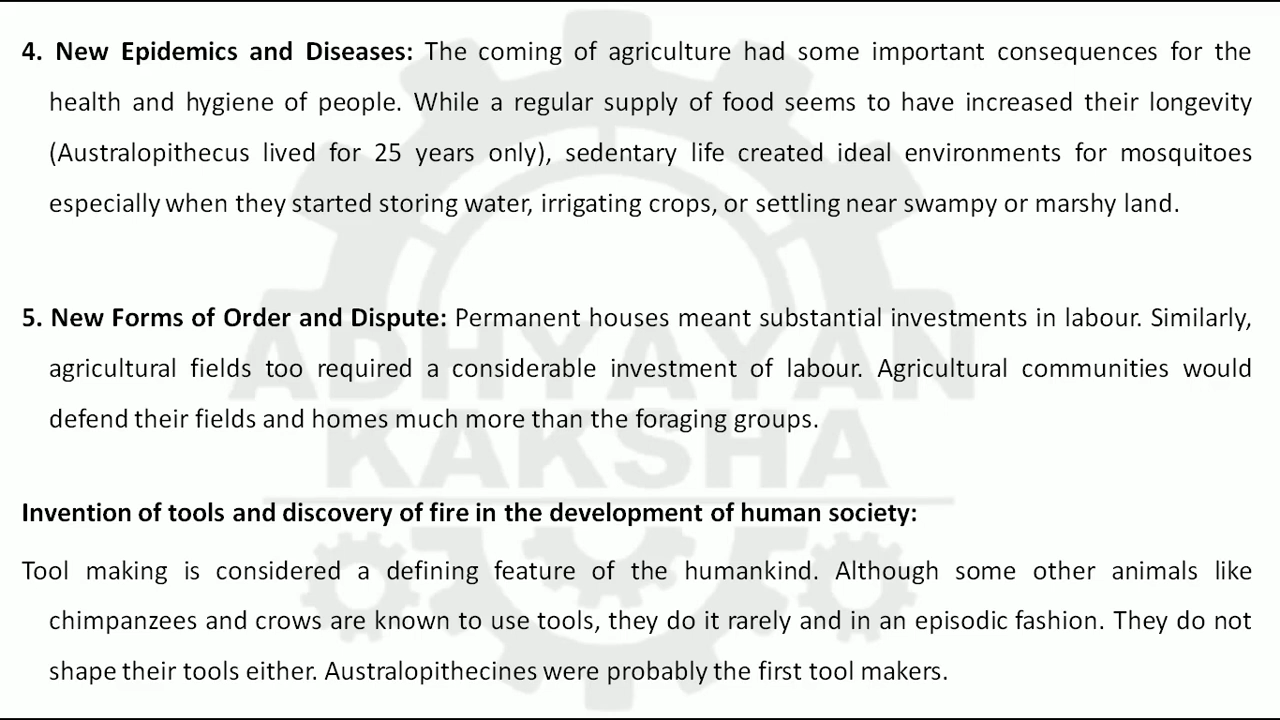 4. New Epidemics and Diseases: The coming of agriculture had some important consequences for the
health and hygiene of people. While a regular supply of food seems to have increased their longevity
(Australopithecus lived for 25 years only), sedentary life created ideal environments for mosquitoes
especially when they started storing water, irrigating crops, or settling near swampy or marshy land.
5. New Forms of Order and Dispute: Permanent houses meant substantial investments in labour. Similarly,
agricultural fields too required a considerable investment of labour. Agricultural communities would
defend their fields and homes much more than the foraging groups.
ADHYAYAN
KAKSHA
Invention of tools and discovery of fire in the development of human society:
Tool making is considered a defining feature of the humankind. Although some other animals like
chimpanzees and crows are known to use tools, they do it rarely and in an episodic fashion. They do not
shape their tools either. Australopithecines were probably the first tool makers.